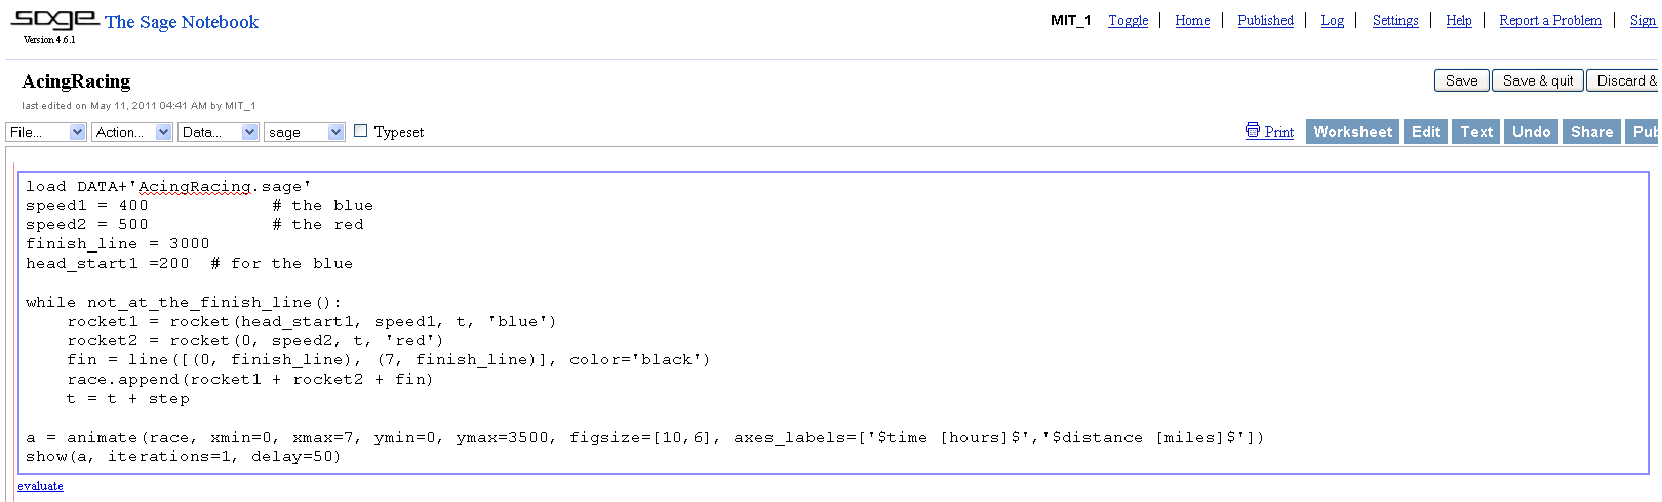 sage The Sage Notebook
Version 4.6.1
MIT_1 Toggle | Home | Published | Log | Settings | Help | Report a Problem | Sign
AcingRacing
last edited on May 11, 2011 04:41 AM by MIT_1
Save Save & quit Discard &
File... Action... Data... sage Typeset
Print Worksheet Edit Text Undo Share Pub
load DATA+'AcingRacing.sage'
speed1 = 400            # the blue
speed2 = 500            # the red
finish_line = 3000
head_start1 =200  # for the blue
while not_at_the_finish_line():
    rocket1 = rocket(head_start1, speed1, t, 'blue')
    rocket2 = rocket(0, speed2, t, 'red')
    fin = line([(0, finish_line), (7, finish_line)], color='black')
    race.append(rocket1 + rocket2 + fin)
    t = t + step
a = animate(race, xmin=0, xmax=7, ymin=0, ymax=3500, figsize=[10,6], axes_labels=['$time [hours]$','$distance [miles]$'])
show(a, iterations=1, delay=50)
evaluate